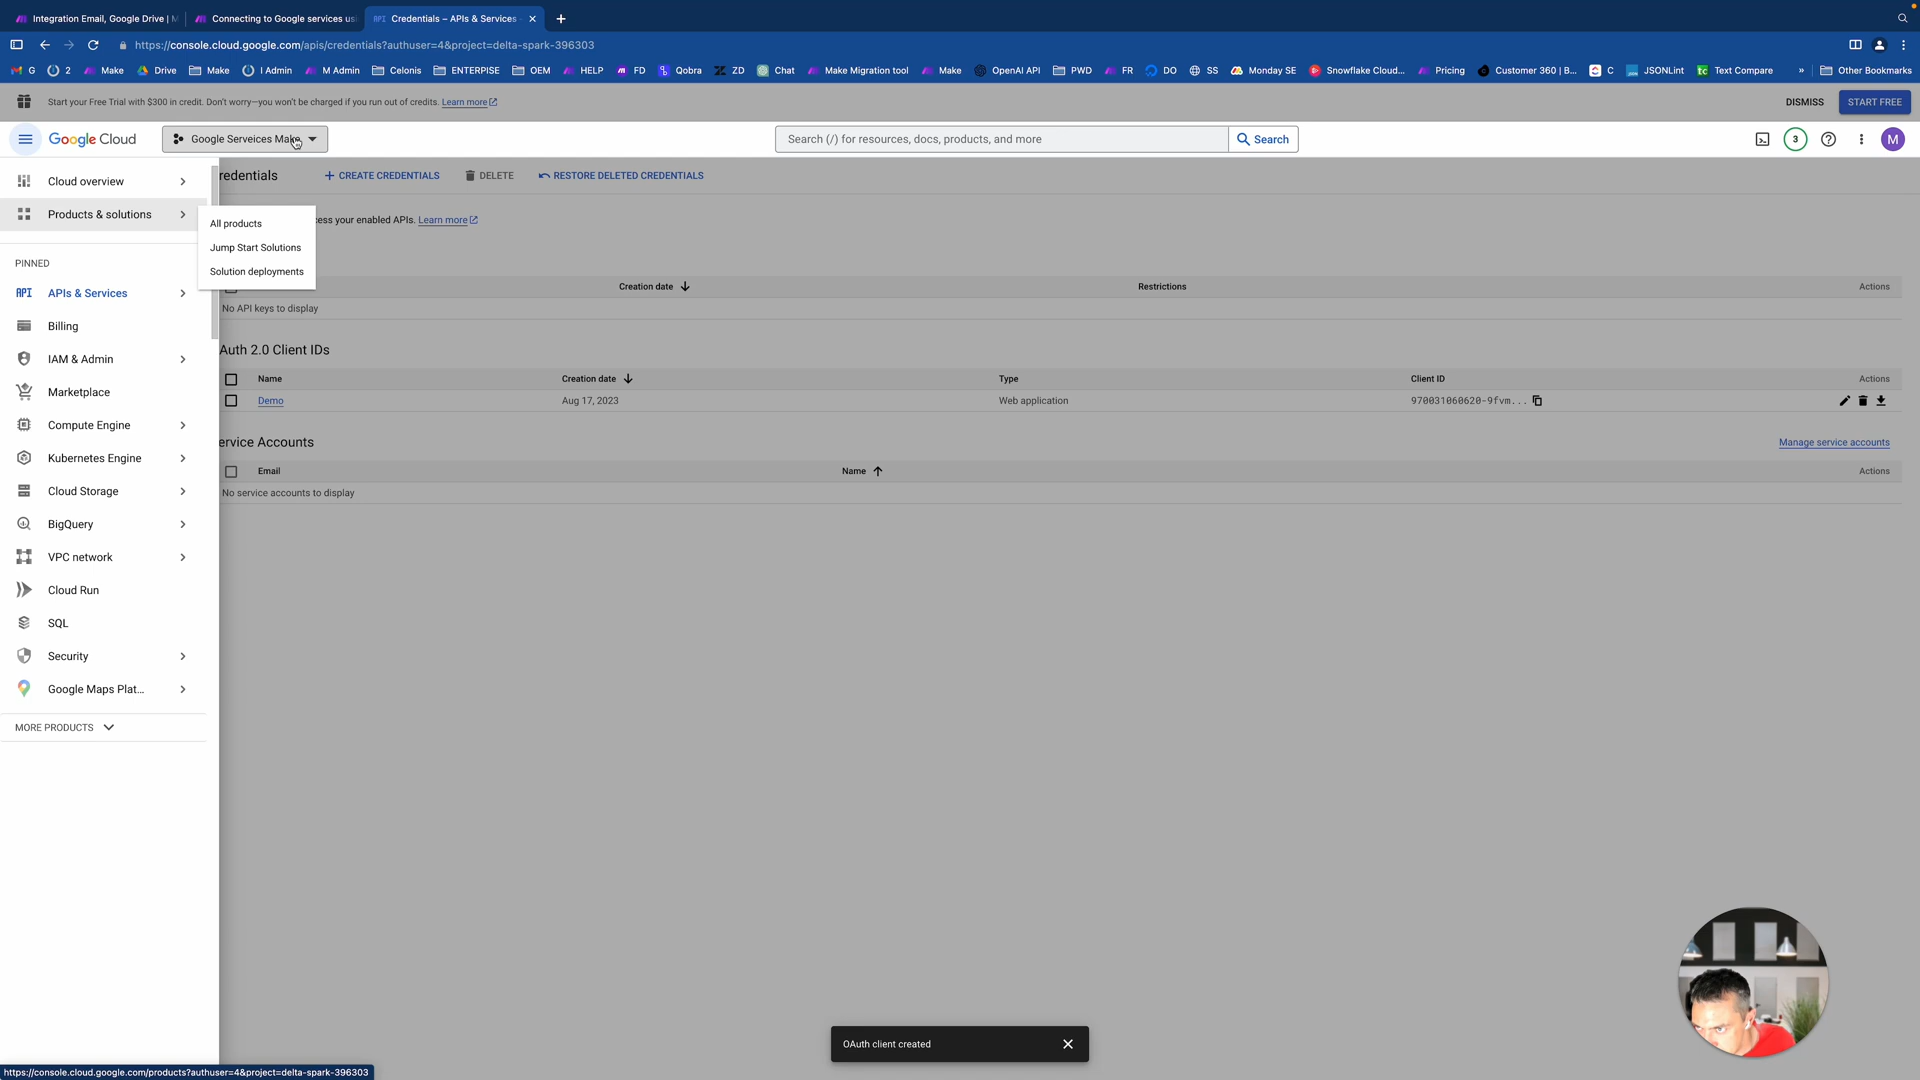 Integration Email, Google Drive | M
Connecting to Google services us
API Credentials – APIs & Services -
https://console.cloud.google.com/apis/credentials?authuser=4&project=delta-spark-396303
G
2
Make
Drive
Make
I Admin
M Admin
Celonis
ENTERPISE
OEM
HELP
FD
Qobra
ZD
Chat
Make Migration tool
Make
OpenAI API
PWD
FR
DO
SS
Monday SE
Snowflake Cloud...
Pricing
Customer 360 | B...
C
JSONLint
Text Compare
»
Other Bookmarks
Start your Free Trial with $300 in credit. Don't worry—you won't be charged if you run out of credits. Learn more
DISMISS
START FREE
Google Cloud
Google Serveices Make
Search (/) for resources, docs, products, and more
Search
3
M
Cloud overview
redentials
+ CREATE CREDENTIALS
DELETE
RESTORE DELETED CREDENTIALS
Products & solutions
All products
Jump Start Solutions
Solution deployments
cess your enabled APIs. Learn more
PINNED
API APIs & Services
Billing
IAM & Admin
Marketplace
Compute Engine
Kubernetes Engine
Cloud Storage
BigQuery
VPC network
Cloud Run
SQL
Security
Google Maps Plat...
MORE PRODUCTS
Creation date
Restrictions
Actions
No API keys to display
Auth 2.0 Client IDs
Name
Creation date
Type
Client ID
Actions
Demo
Aug 17, 2023
Web application
970031060620-9fvm...
ervice Accounts
Manage service accounts
Email
Name
Actions
No service accounts to display
OAuth client created
https://console.cloud.google.com/products?authuser=4&project=delta-spark-396303